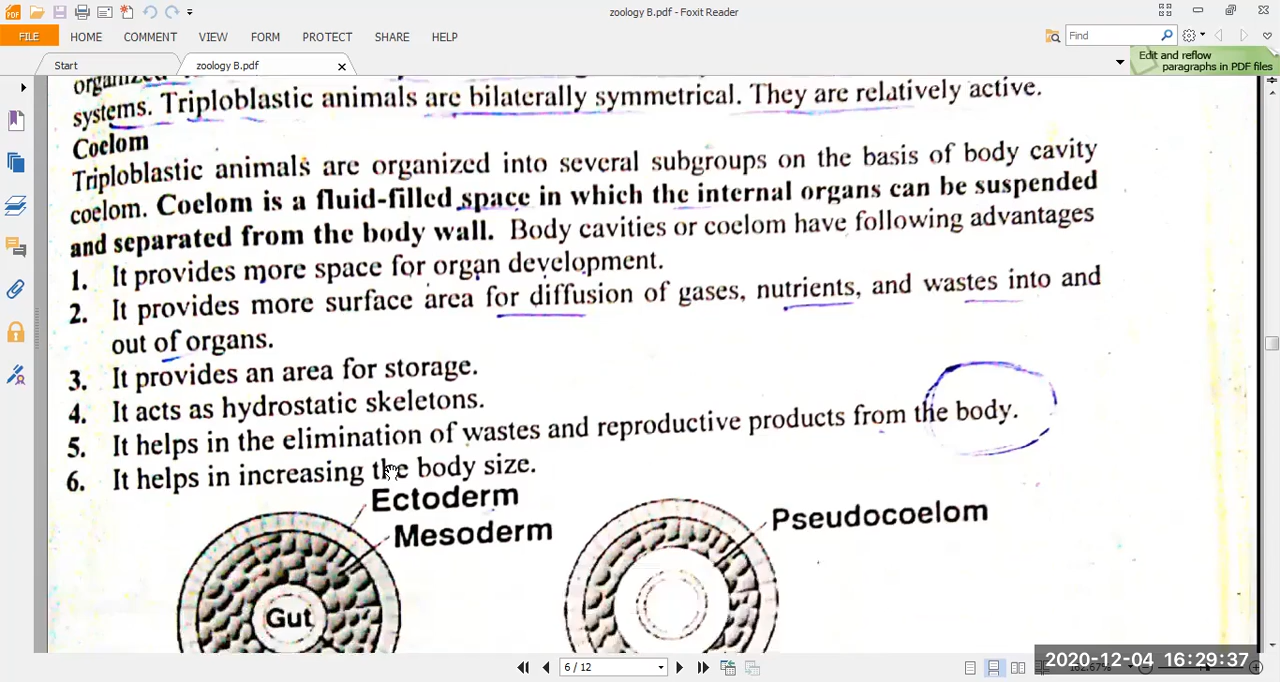 zoology B.pdf - Foxit Reader
FILE HOME COMMENT VIEW FORM PROTECT SHARE HELP
Find
Start
zoology B.pdf
Edit and reflow
paragraphs in PDF files
organized
systems. Triploblastic animals are bilaterally symmetrical. They are relatively active.
Coelom
Triploblastic animals are organized into several subgroups on the basis of body cavity
coelom. Coelom is a fluid-filled space in which the internal organs can be suspended
and separated from the body wall. Body cavities or coelom have following advantages
1. It provides more space for organ development.
2. It provides more surface area for diffusion of gases, nutrients, and wastes into and
out of organs.
3. It provides an area for storage.
4. It acts as hydrostatic skeletons.
5. It helps in the elimination of wastes and reproductive products from the body.
6. It helps in increasing the body size.
Ectoderm
Mesoderm
Pseudocoelom
Gut
6 / 12
2020-12-04 16:29:37